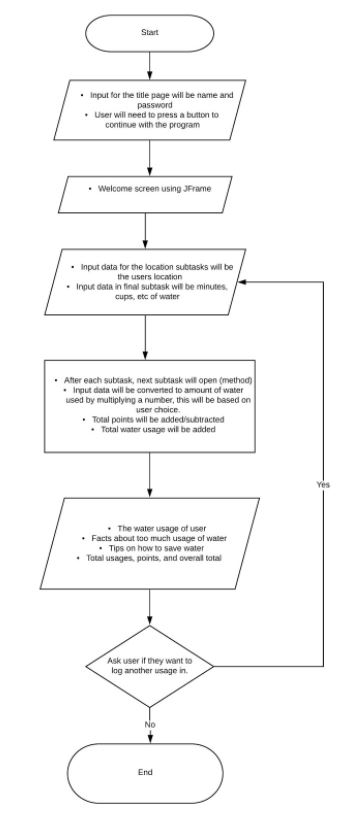 Start
• Input for the title page will be name and
password
• User will need to press a button to
continue with the program
• Welcome screen using JFrame
• Input data for the location subtasks will be
the users location
• Input data in final subtask will be minutes,
cups, etc of water
• After each subtask, next subtask will open (method)
• Input data will be converted to amount of water
used by multiplying a number, this will be based on
user choice.
• Total points will be added/subtracted
• Total water usage will be added
Yes
• The water usage of user
• Facts about too much usage of water
• Tips on how to save water
• Total usages, points, and overall total
Ask user if they want to
log another usage in.
No
End